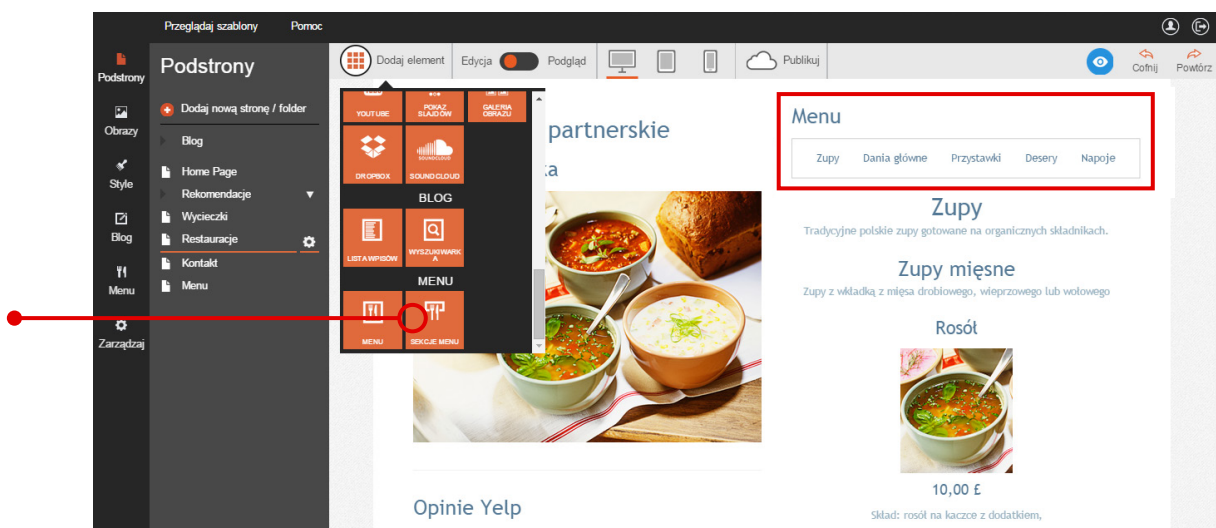 Przeglądaj szablony Pomoc
Podstrony
Obrazy
Style
Blog
Menu
Zarządzaj
Podstrony
Dodaj nową stronę / folder
Blog
Home Page
Rekomendacje
Wycieczki
Restauracje
Kontakt
Menu
Dodaj element Edycja Podgląd Publikuj Cofnij Powtórz
YOUTUBE POKAZ SLAJDÓW GALERIA OBRAZU
DROPBOX SOUNDCLOUD
BLOG
LISTA WPISÓW WYSZUKIWARKA
MENU
MENU SEKCJE MENU
partnerskie
Opinie Yelp
Menu
Zupy Dania główne Przystawki Desery Napoje
Zupy
Tradycyjne polskie zupy gotowane na organicznych składnikach.
Zupy mięsne
Zupy z wkładką z mięsa drobiowego, wieprzowego lub wołowego
Rosół
10,00 £
Skład: rosół na kaczce z dodatkiem,